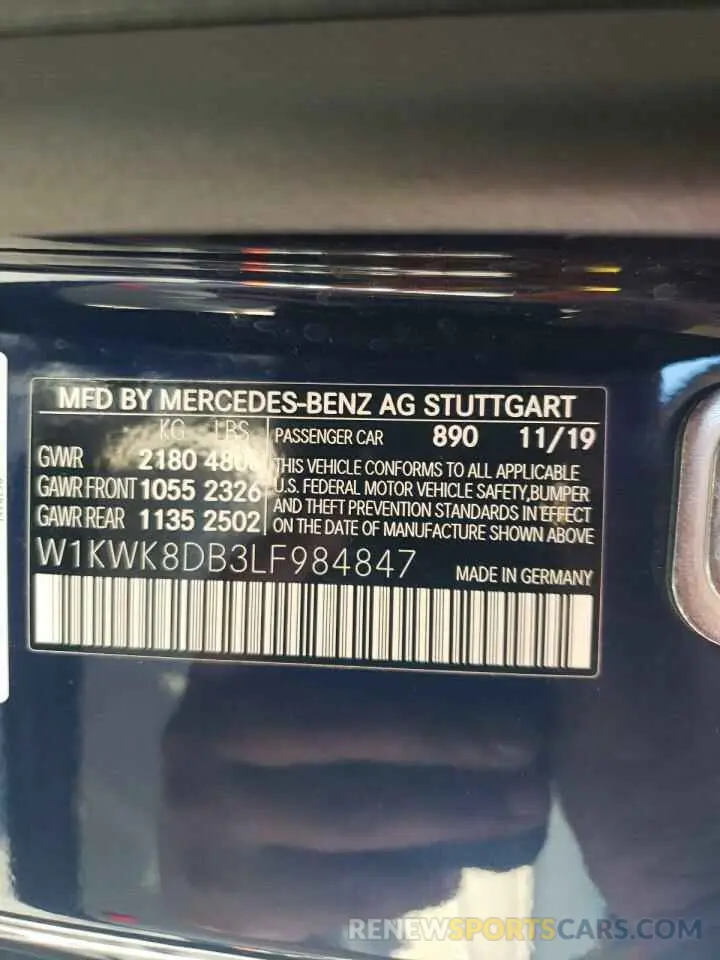 MFD BY MERCEDES-BENZ AG STUTTGART
KG LBS
PASSENGER CAR 890 11/19
GWR 2180
GAWR FRONT 1055 2326
GAWR REAR 1135 2502
THIS VEHICLE CONFORMS TO ALL APPLICABLE
U.S. FEDERAL MOTOR VEHICLE SAFETY,BUMPER
AND THEFT PREVENTION STANDARDS IN EFFECT
ON THE DATE OF MANUFACTURE SHOWN ABOVE
W1KWK8DB3LF984847
MADE IN GERMANY
RENEWSPORTSCARS.COM